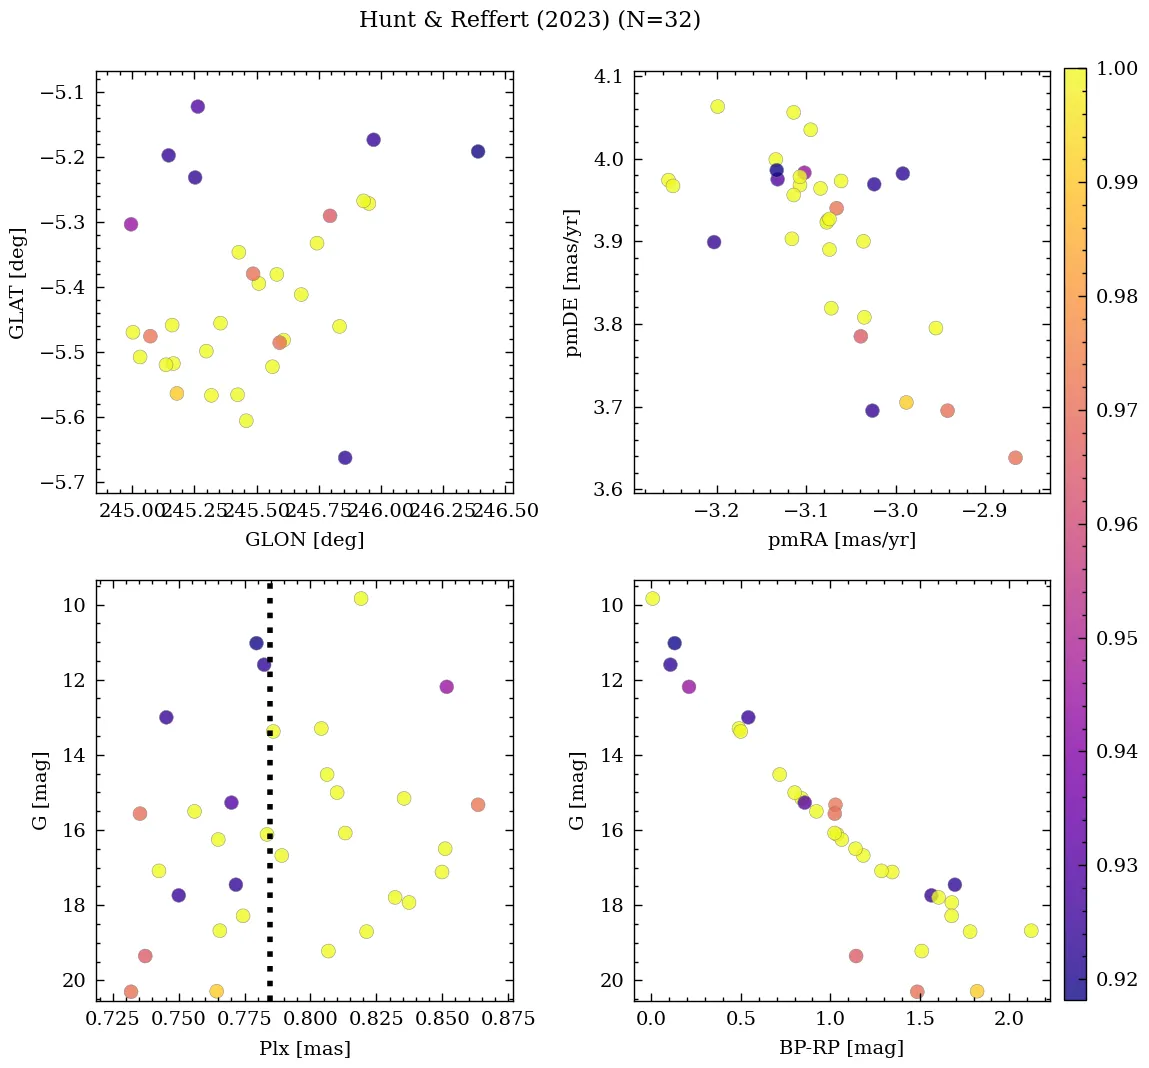 Hunt & Reffert (2023) (N=32)
−5.1
−5.2
−5.3
−5.4
−5.5
−5.6
−5.7
GLAT [deg]
245.00 245.25 245.50 245.75 246.00 246.25 246.50
GLON [deg]
4.1
4.0
3.9
3.8
3.7
3.6
pmDE [mas/yr]
−3.2 −3.1 −3.0 −2.9
pmRA [mas/yr]
10
12
14
16
18
20
G [mag]
0.725 0.750 0.775 0.800 0.825 0.850 0.875
Plx [mas]
10
12
14
16
18
20
G [mag]
0.0 0.5 1.0 1.5 2.0
BP-RP [mag]
1.00
0.99
0.98
0.97
0.96
0.95
0.94
0.93
0.92